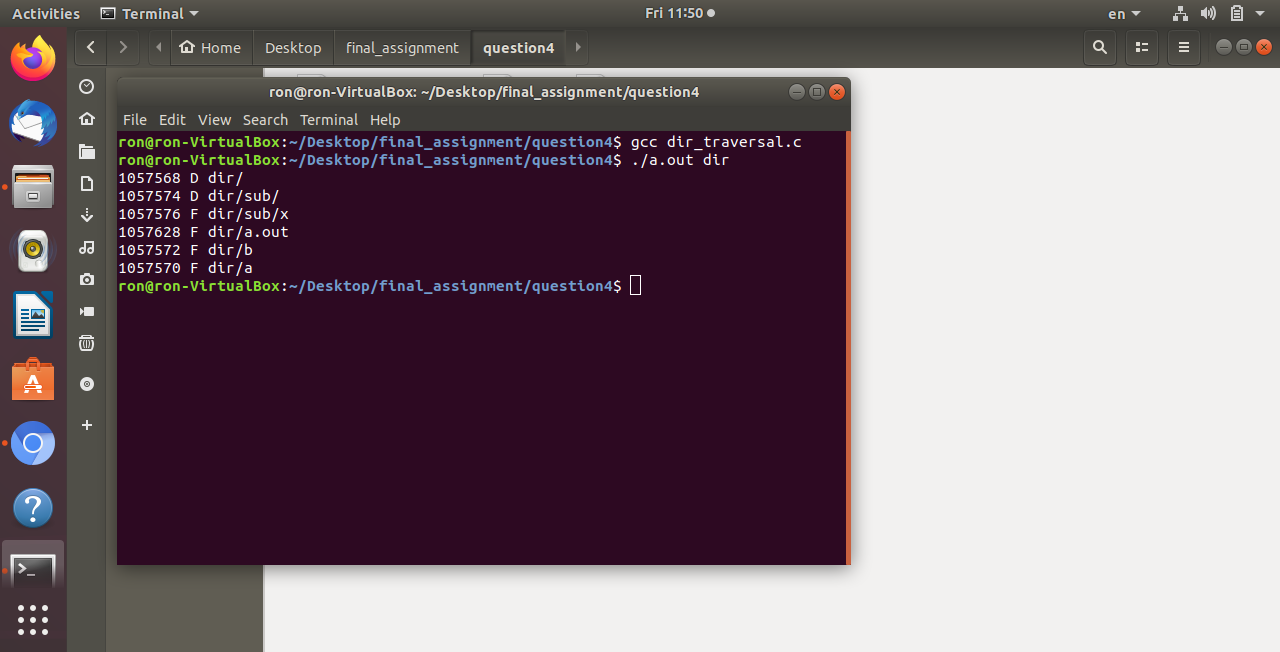 Activities Terminal Fri 11:50 en
Home Desktop final_assignment question4
ron@ron-VirtualBox: ~/Desktop/final_assignment/question4
File Edit View Search Terminal Help
ron@ron-VirtualBox:~/Desktop/final_assignment/question4$ gcc dir_traversal.c
ron@ron-VirtualBox:~/Desktop/final_assignment/question4$ ./a.out dir
1057568 D dir/
1057574 D dir/sub/
1057576 F dir/sub/x
1057628 F dir/a.out
1057572 F dir/b
1057570 F dir/a
ron@ron-VirtualBox:~/Desktop/final_assignment/question4$